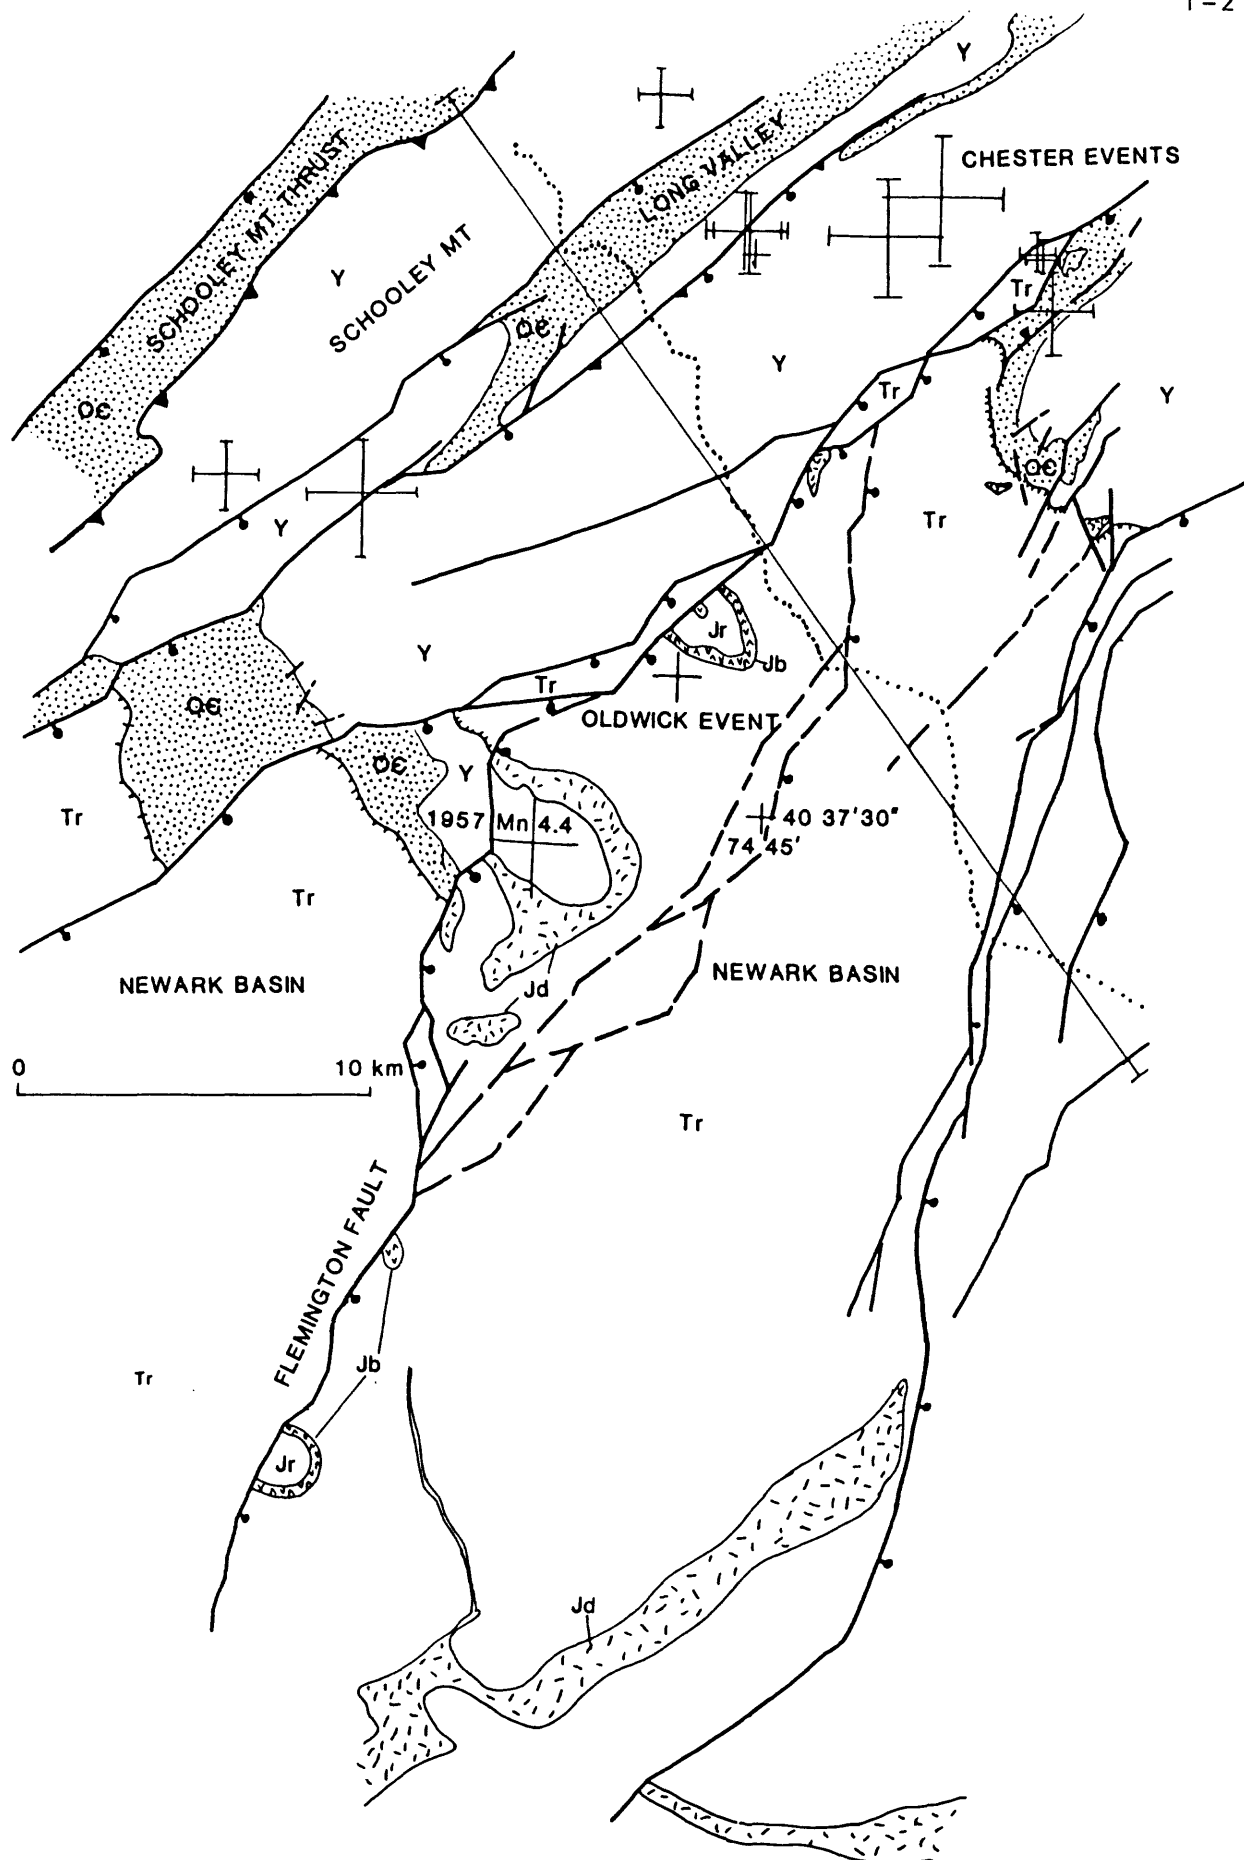 1-2
Y
CHESTER EVENTS
LONG VALLEY
SCHOOLEY MT THRUST
SCHOOLEY MT
Y
Tr
OЄ
Y
Tr
Y
OЄ
OЄ
Tr
Y
Jr
Y
Jb
Tr
OЄ
OLDWICK EVENT
OЄ
Y
Tr
1957 Mn 4.4
40 37'30"
74 45'
Tr
NEWARK BASIN
NEWARK BASIN
Jd
0 10 km
Tr
FLEMINGTON FAULT
Jb
Tr
Jr
Jd